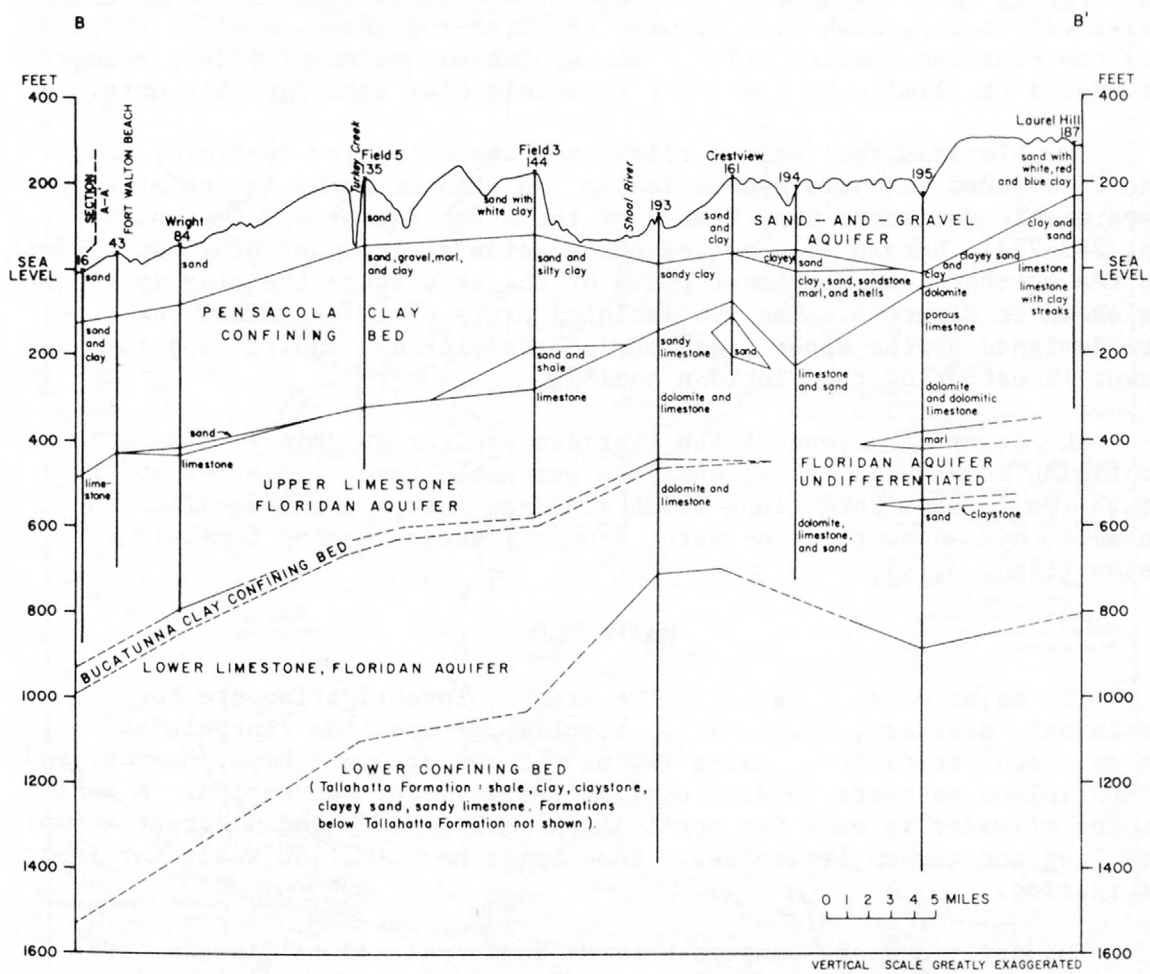 B
B'
FEET
FEET
400
400
SECTION
A-A'
FORT WALTON BEACH
Turkey Creek
Field 5
135
Field 3
144
Shoal River
Crestview
161
194
195
Laurel Hill
187
200
200
16
43
Wright
84
193
sand with
white clay
sand with
white, red
and pink clay
SEA
LEVEL
SEA
LEVEL
sand
sand
sand
sand, gravel, marl,
and clay
sand and
silty clay
sandy clay
sand
and
clay
clayey
sand
SAND-AND-GRAVEL
AQUIFER
clay
and
sand
clayey sand
clay and
sand
clay, sand, sandstone
marl, and shells
clay
and
dolomite
porous
limestone
limestone
limestone
with clay
streaks
sand
and
clay
PENSACOLA CLAY
CONFINING BED
200
200
sand and
shale
limestone
sandy
limestone
sand
limestone
and sand
dolomite and
limestone
dolomite
and dolomitic
limestone
400
400
sand
limestone
marl
lime-
stone
UPPER LIMESTONE
FLORIDAN AQUIFER
dolomite and
limestone
FLORIDAN AQUIFER
UNDIFFERENTIATED
sand
claystone
600
600
dolomite,
limestone,
and sand
BUCATUNNA CLAY CONFINING BED
800
800
LOWER LIMESTONE, FLORIDAN AQUIFER
1000
1000
LOWER CONFINING BED
( Tallahatta Formation : shale, clay, claystone,
clayey sand, sandy limestone. Formations
below Tallahatta Formation not shown ).
1200
1200
1400
1400
0 1 2 3 4 5 MILES
1600
1600
VERTICAL SCALE GREATLY EXAGGERATED